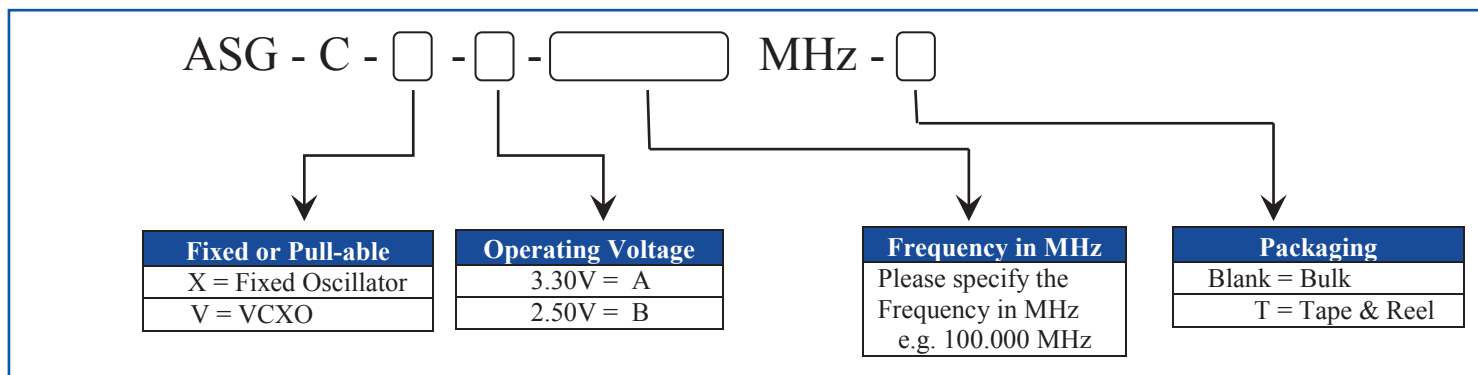 ASG - C - - - MHz -
Fixed or Pull-able
X = Fixed Oscillator
V = VCXO
Operating Voltage
3.30V = A
2.50V = B
Frequency in MHz
Please specify the
Frequency in MHz
e.g. 100.000 MHz
Packaging
Blank = Bulk
T = Tape & Reel